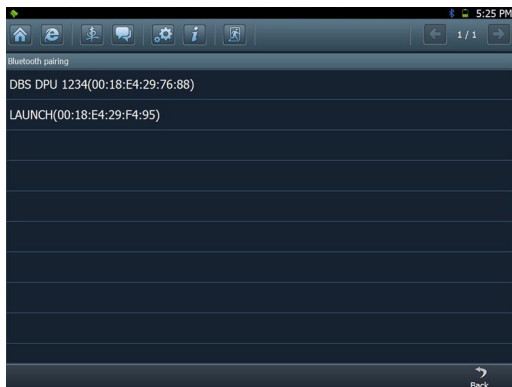 5:25 PM
1 / 1
Bluetooth pairing
DBS DPU 1234(00:18:E4:29:76:88)
LAUNCH(00:18:E4:29:F4:95)
Back